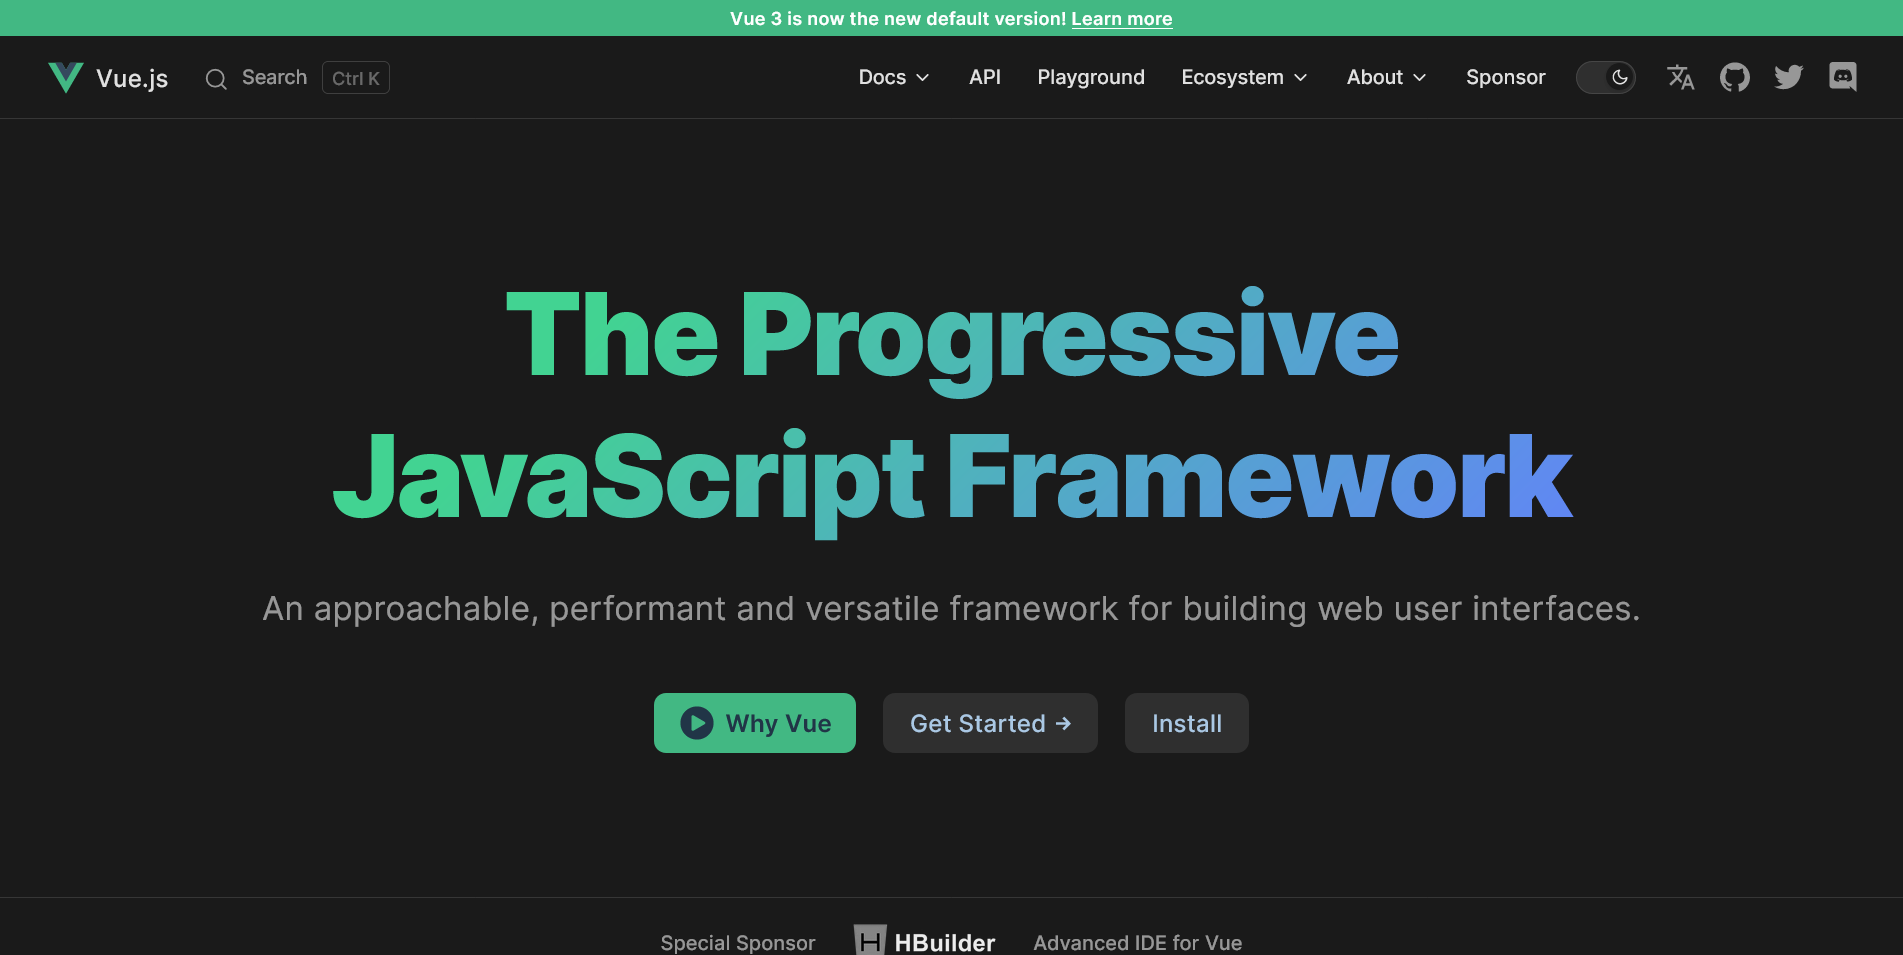 Vue 3 is now the new default version! Learn more
Vue.js Search Ctrl K Docs API Playground Ecosystem About Sponsor
The Progressive
JavaScript Framework
An approachable, performant and versatile framework for building web user interfaces.
Why Vue Get Started → Install
Special Sponsor H HBuilder Advanced IDE for Vue